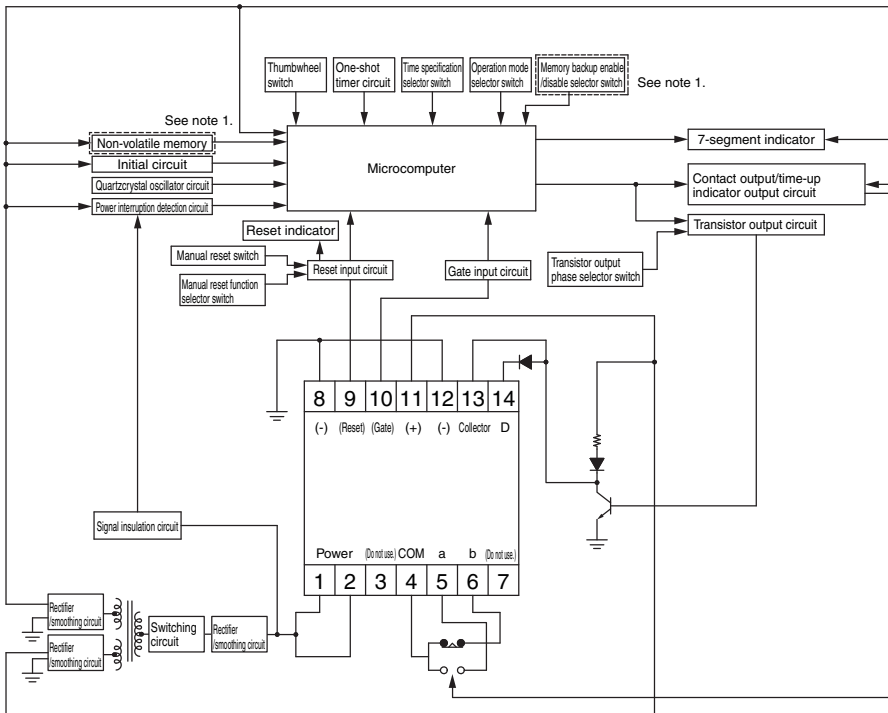 Thumbwheel
switch
One-shot
timer circuit
Time specification
selector switch
Operation mode
selector switch
Memory backup enable
/disable selector switch
See note 1.
See note 1.
Non-volatile memory
Initial circuit
Quartzcrystal oscillator circuit
Power interruption detection circuit
Microcomputer
7-segment indicator
Contact output/time-up
indicator output circuit
Transistor output circuit
Reset indicator
Manual reset switch
Reset input circuit
Manual reset function
selector switch
Gate input circuit
Transistor output
phase selector switch
8 9 10 11 12 13 14
(-) (Reset) (Gate) (+) (-) Collector D
Signal insulation circuit
Power (Do not use.) COM a b (Do not use.)
1 2 3 4 5 6 7
Rectifier
/smoothing circuit
Switching
circuit
Rectifier
/smoothing circuit
Rectifier
/smoothing circuit